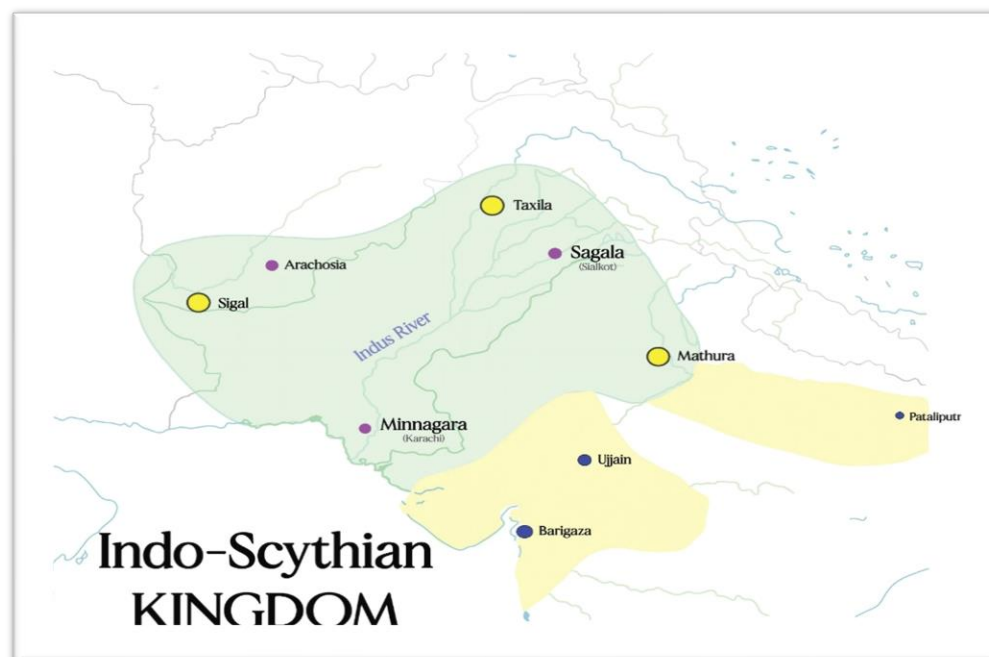 Taxila
Sagala
(Sialkot)
Arachosia
Sigal
Indus River
Mathura
Minnagara
(Karachi)
Pataliputr
Ujjain
Barigaza
Indo-Scythian
KINGDOM